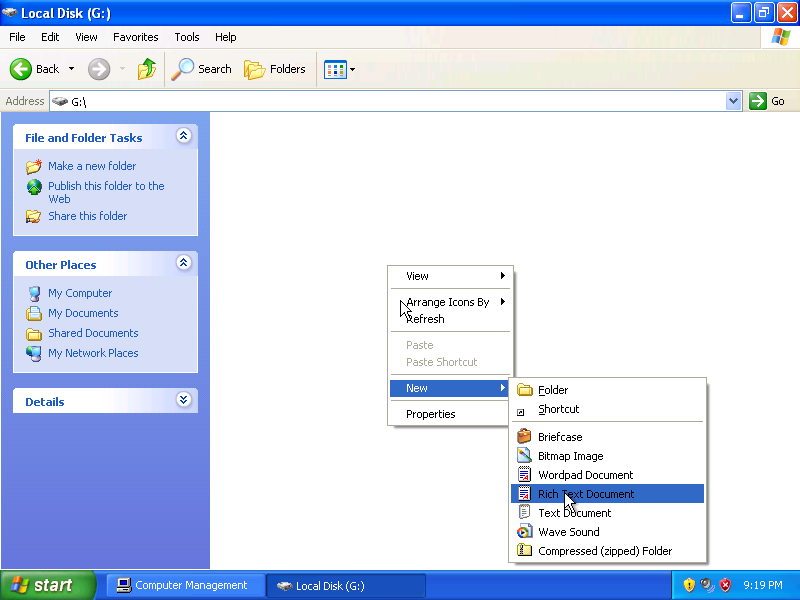 Local Disk (G:)
File Edit View Favorites Tools Help
Back Search Folders
Address G:\ Go
File and Folder Tasks
Make a new folder
Publish this folder to the
Web
Share this folder
Other Places
My Computer
My Documents
Shared Documents
My Network Places
Details
View
Arrange Icons By
Refresh
Paste
Paste Shortcut
New
Properties
Folder
Shortcut
Briefcase
Bitmap Image
Wordpad Document
Rich Text Document
Text Document
Wave Sound
Compressed (zipped) Folder
start Computer Management Local Disk (G:) 9:19 PM